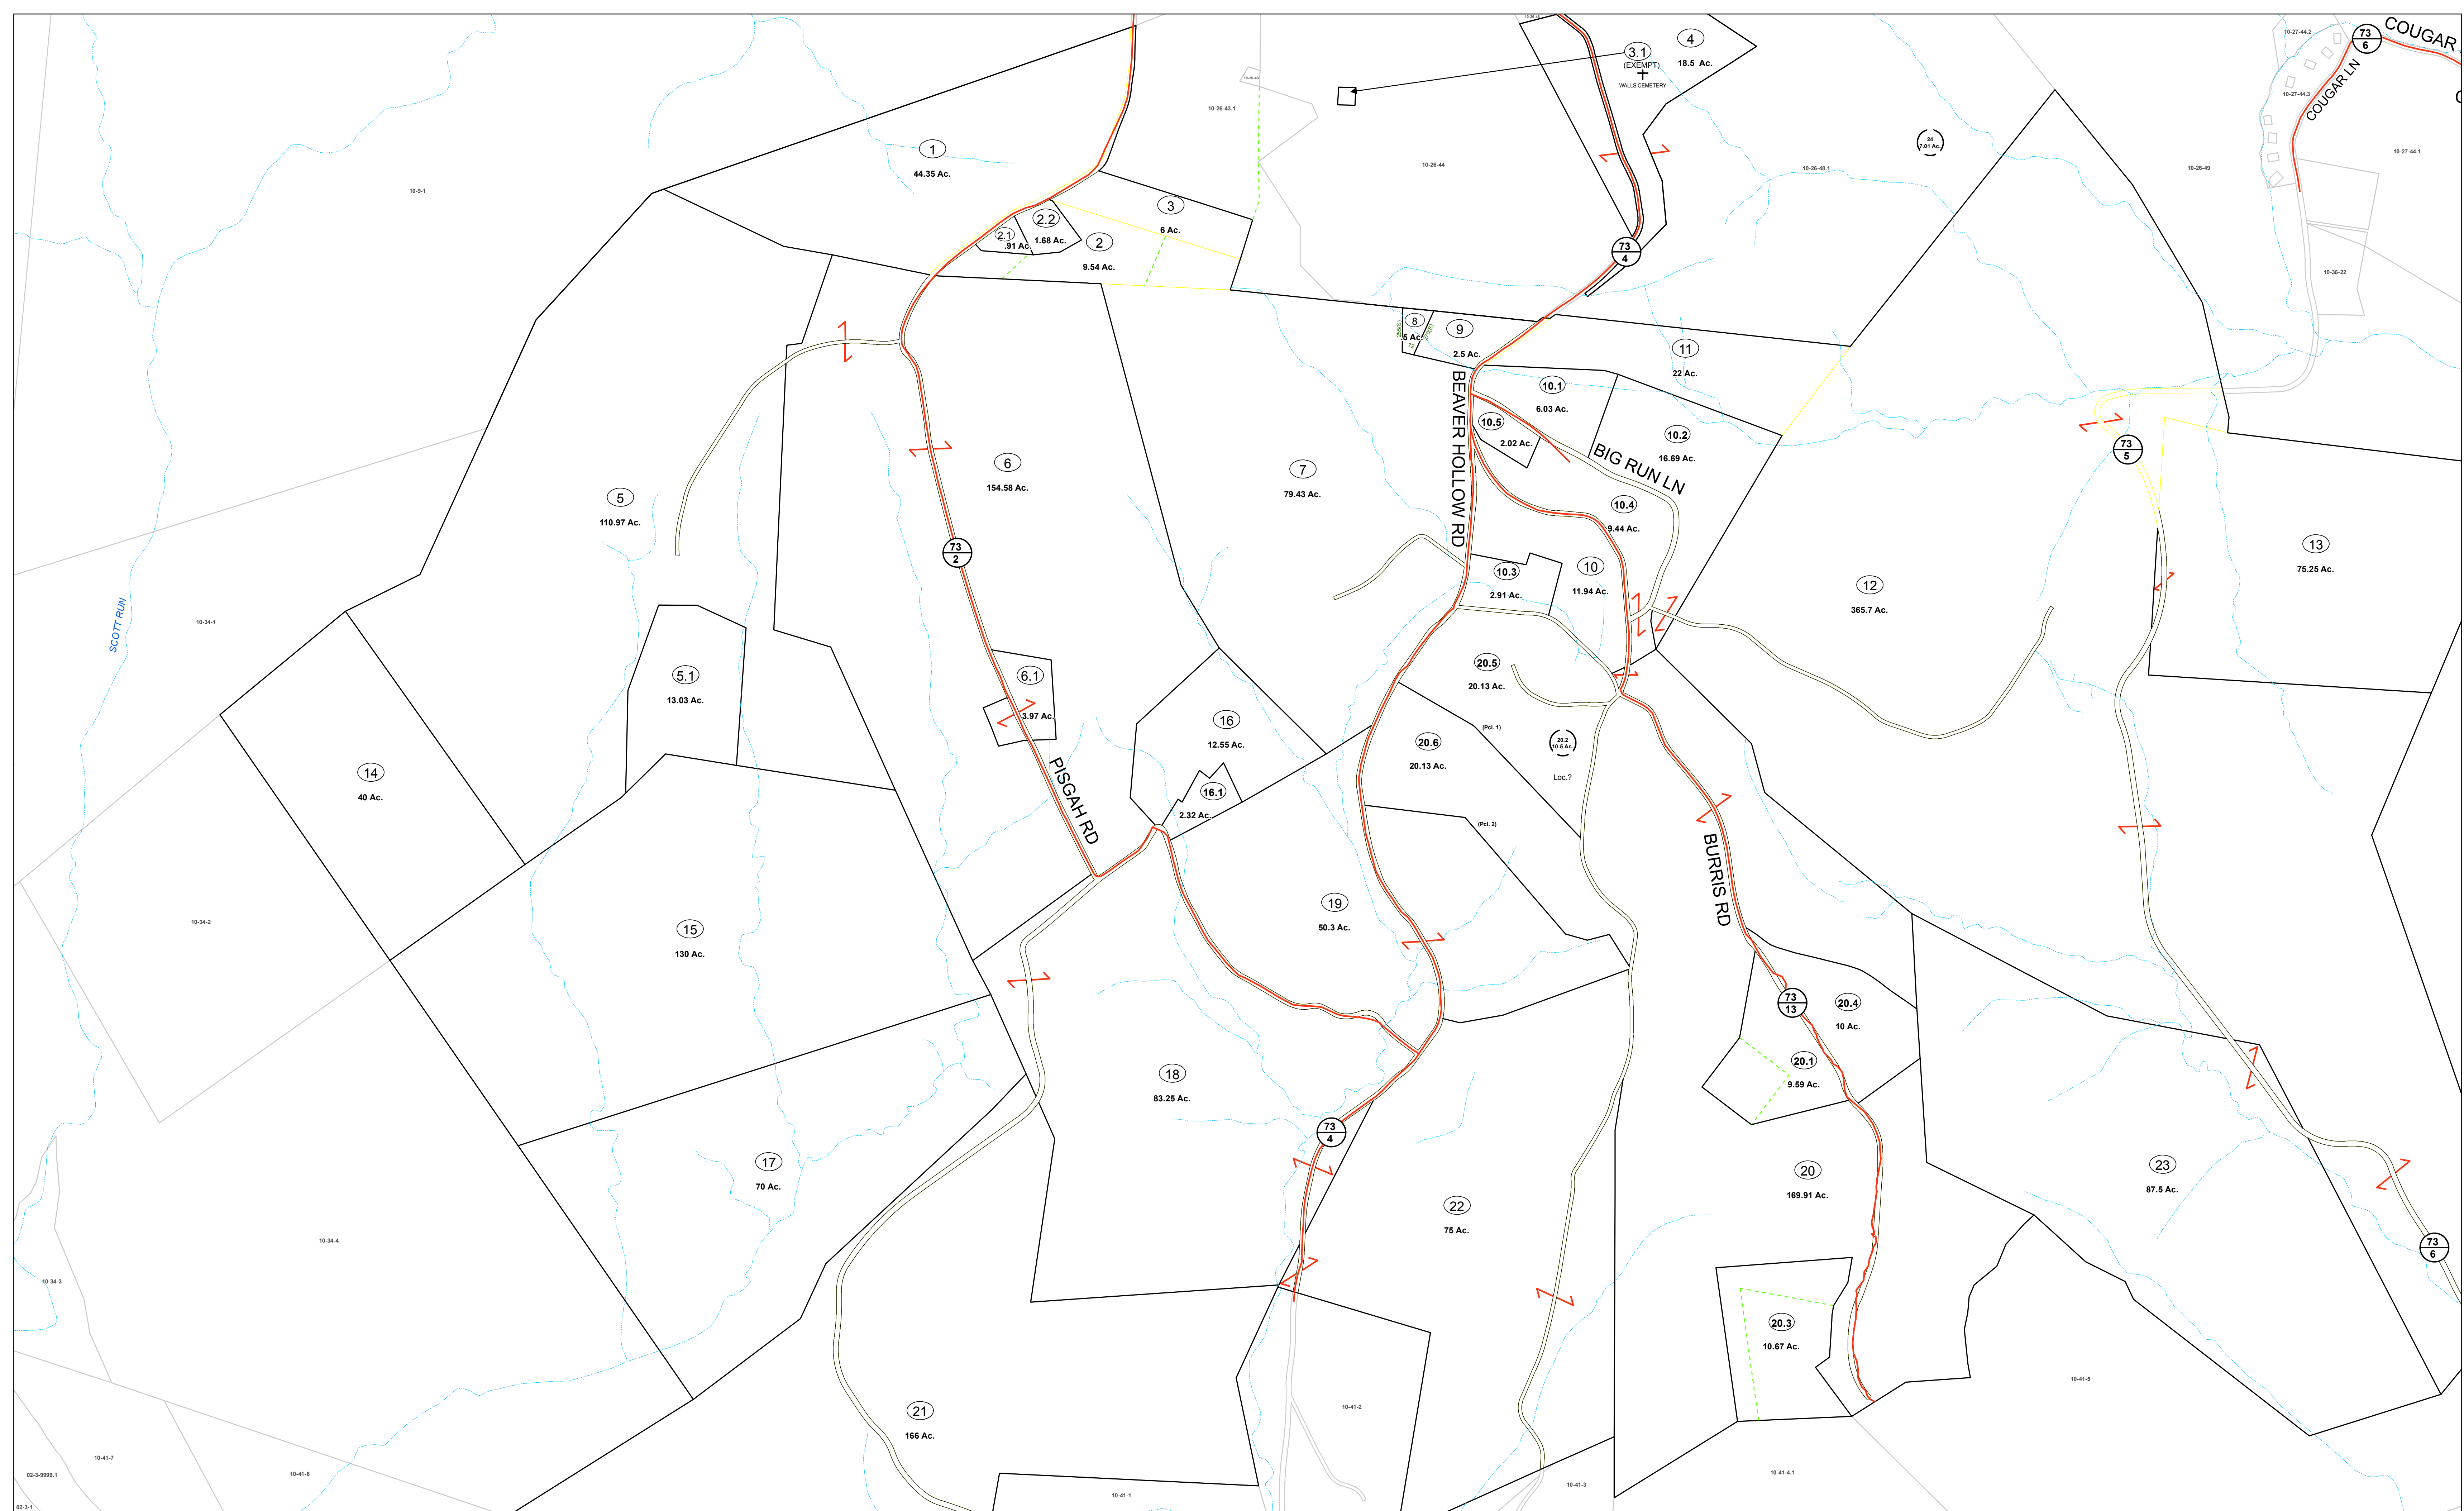 10-26-42
COUGAR
73
6
10-27-44.2
COUGAR LN
10-27-44.3
10-27-44.1
3.1
(EXEMPT)
WALLS CEMETERY
4
18.5 Ac.
10-26-43.1
10-26-44
24
7.01 Ac.
10-26-48.1
10-26-49
10-36-22
10-9-1
1
44.35 Ac.
2.2
1.68 Ac.
2.1
.91 Ac.
2
9.54 Ac.
3
6 Ac.
73
4
8
.5 Ac.
72
9
2.5 Ac.
11
22 Ac.
BEAVER HOLLOW RD
10.1
6.03 Ac.
10.5
2.02 Ac.
10.2
16.69 Ac.
BIG RUN LN
73
5
6
154.58 Ac.
7
79.43 Ac.
5
110.97 Ac.
10.4
9.44 Ac.
73
2
10.3
2.91 Ac.
10
11.94 Ac.
12
365.7 Ac.
13
75.25 Ac.
SCOTT RUN
10-34-1
5.1
13.03 Ac.
6.1
3.97 Ac.
20.5
20.13 Ac.
16
12.55 Ac.
(Pcl. 1)
20.6
20.13 Ac.
20.2
10.5 Ac.
Loc.?
14
40 Ac.
PISGAH RD
16.1
2.32 Ac.
(Pcl. 2)
BURRIS RD
10-34-2
15
130 Ac.
19
50.3 Ac.
73
13
20.4
10 Ac.
20.1
9.59 Ac.
18
83.25 Ac.
73
4
17
70 Ac.
22
75 Ac.
20
169.91 Ac.
23
87.5 Ac.
73
6
10-34-4
10-34-3
20.3
10.67 Ac.
21
166 Ac.
10-41-2
10-41-5
10-41-7
02-3-9999.1
10-41-6
10-41-1
10-41-3
10-41-4.1
02-3-1